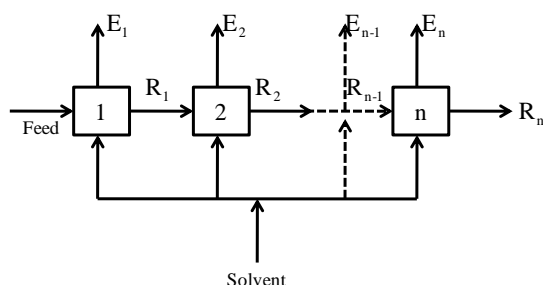 E1 E2 En-1 En
R1 R2 Rn-1
1 2 n
Rn
Feed
Solvent